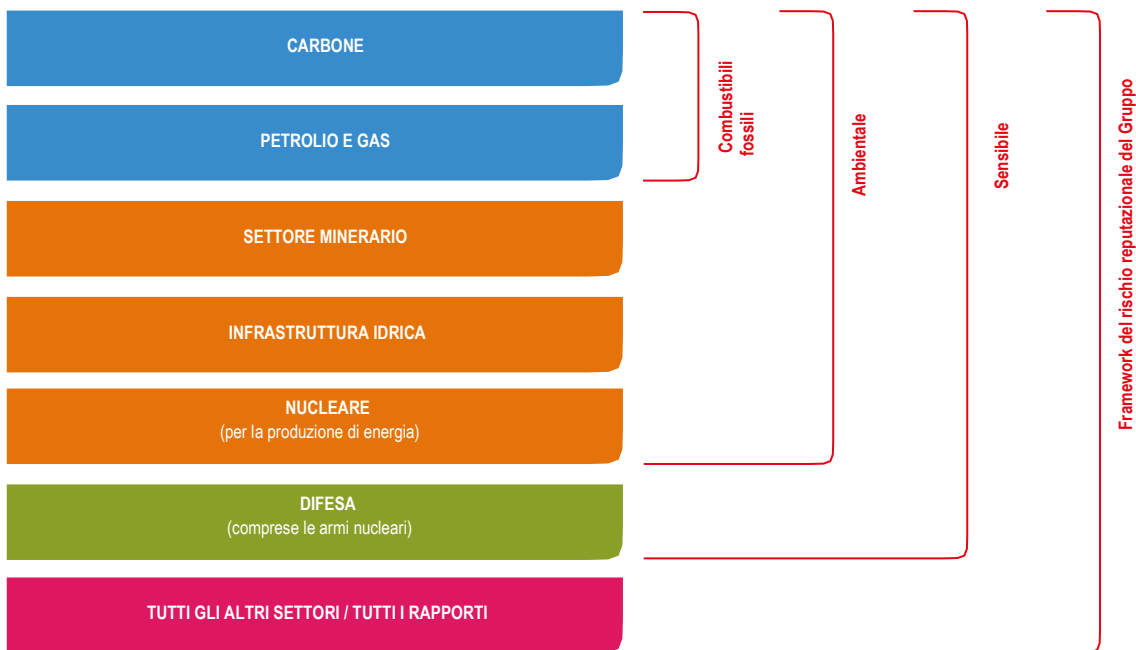 CARBONE
PETROLIO E GAS
SETTORE MINERARIO
INFRASTRUTTURA IDRICA
NUCLEARE
(per la produzione di energia)
DIFESA
(comprese le armi nucleari)
TUTTI GLI ALTRI SETTORI / TUTTI I RAPPORTI
Combustibili
fossili
Ambientale
Sensibile
Framework del rischio reputazionale del Gruppo